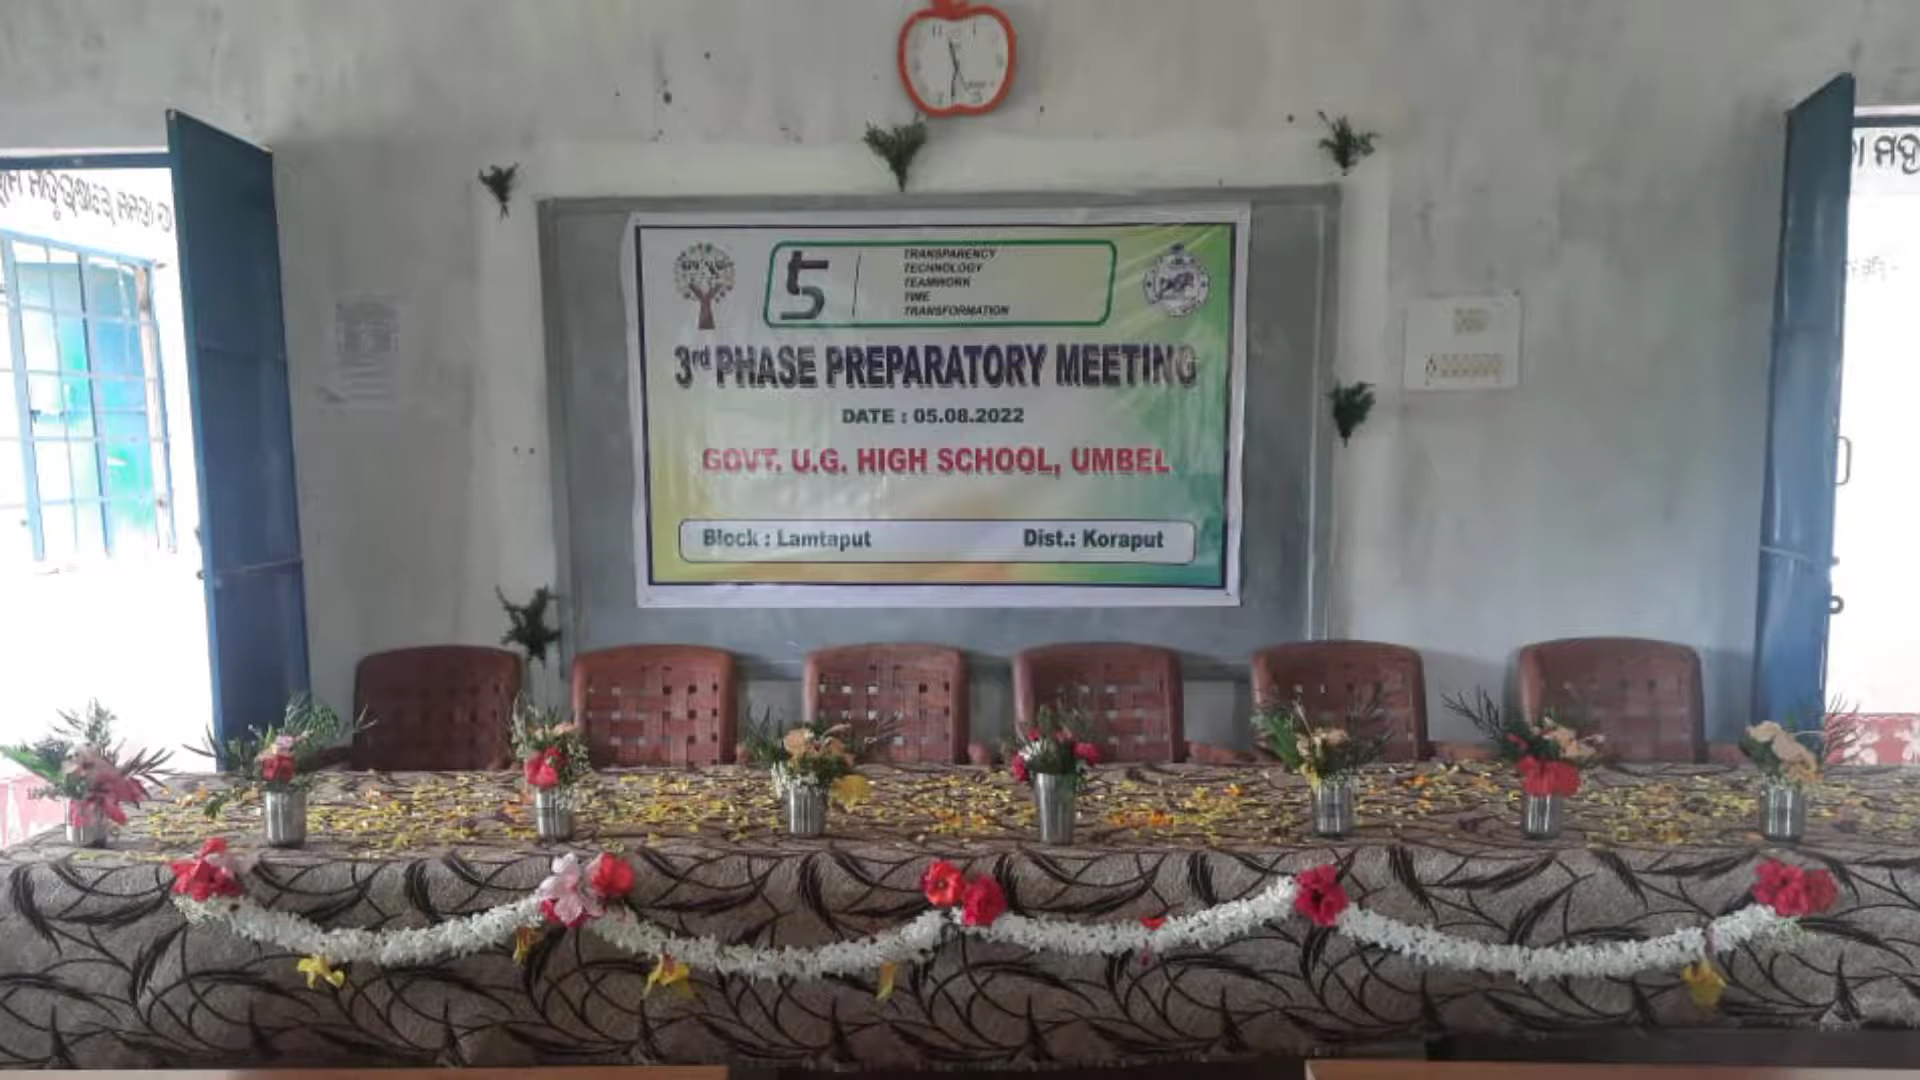 5T
TRANSPARENCY
TECHNOLOGY
TEAMWORK
TIME
TRANSFORMATION
3rd PHASE PREPARATORY MEETING
DATE : 05.08.2022
GOVT. U.G. HIGH SCHOOL, UMBEL
Block : Lamtaput
Dist.: Koraput